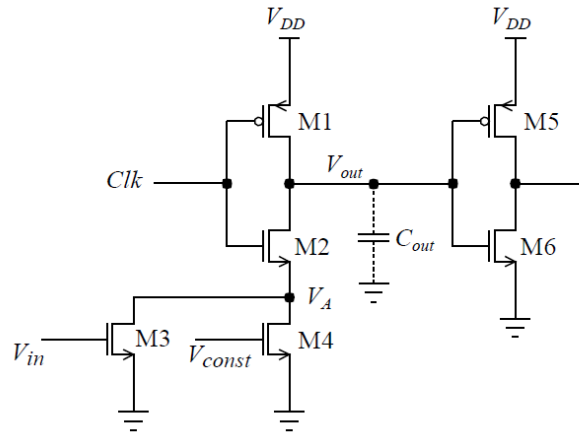 V_DD V_DD
M1 M5
V_out
Clk
M2 C_out M6
V_A
M3 M4
V_in V_const